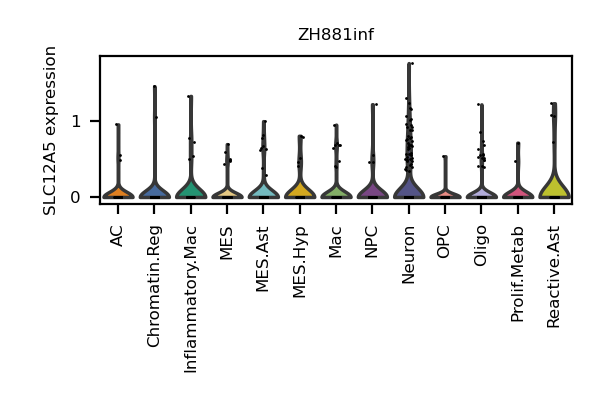 ZH881inf
SLC12A5 expression
1
0
AC
Chromatin.Reg
Inflammatory.Mac
MES
MES.Ast
MES.Hyp
Mac
NPC
Neuron
OPC
Oligo
Prolif.Metab
Reactive.Ast